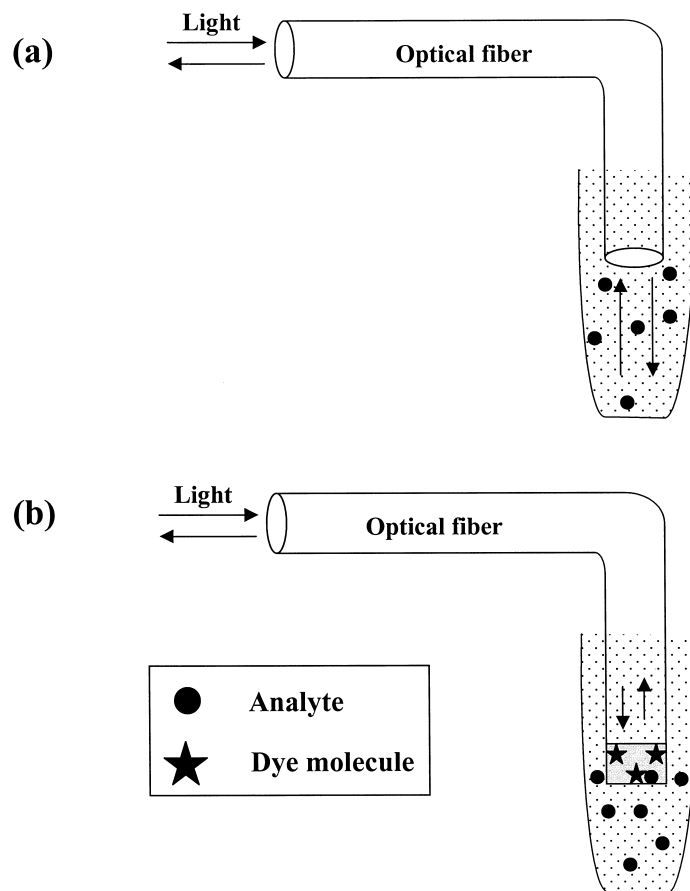 (a)
Light
Optical fiber
(b)
Light
Optical fiber
Analyte
Dye molecule